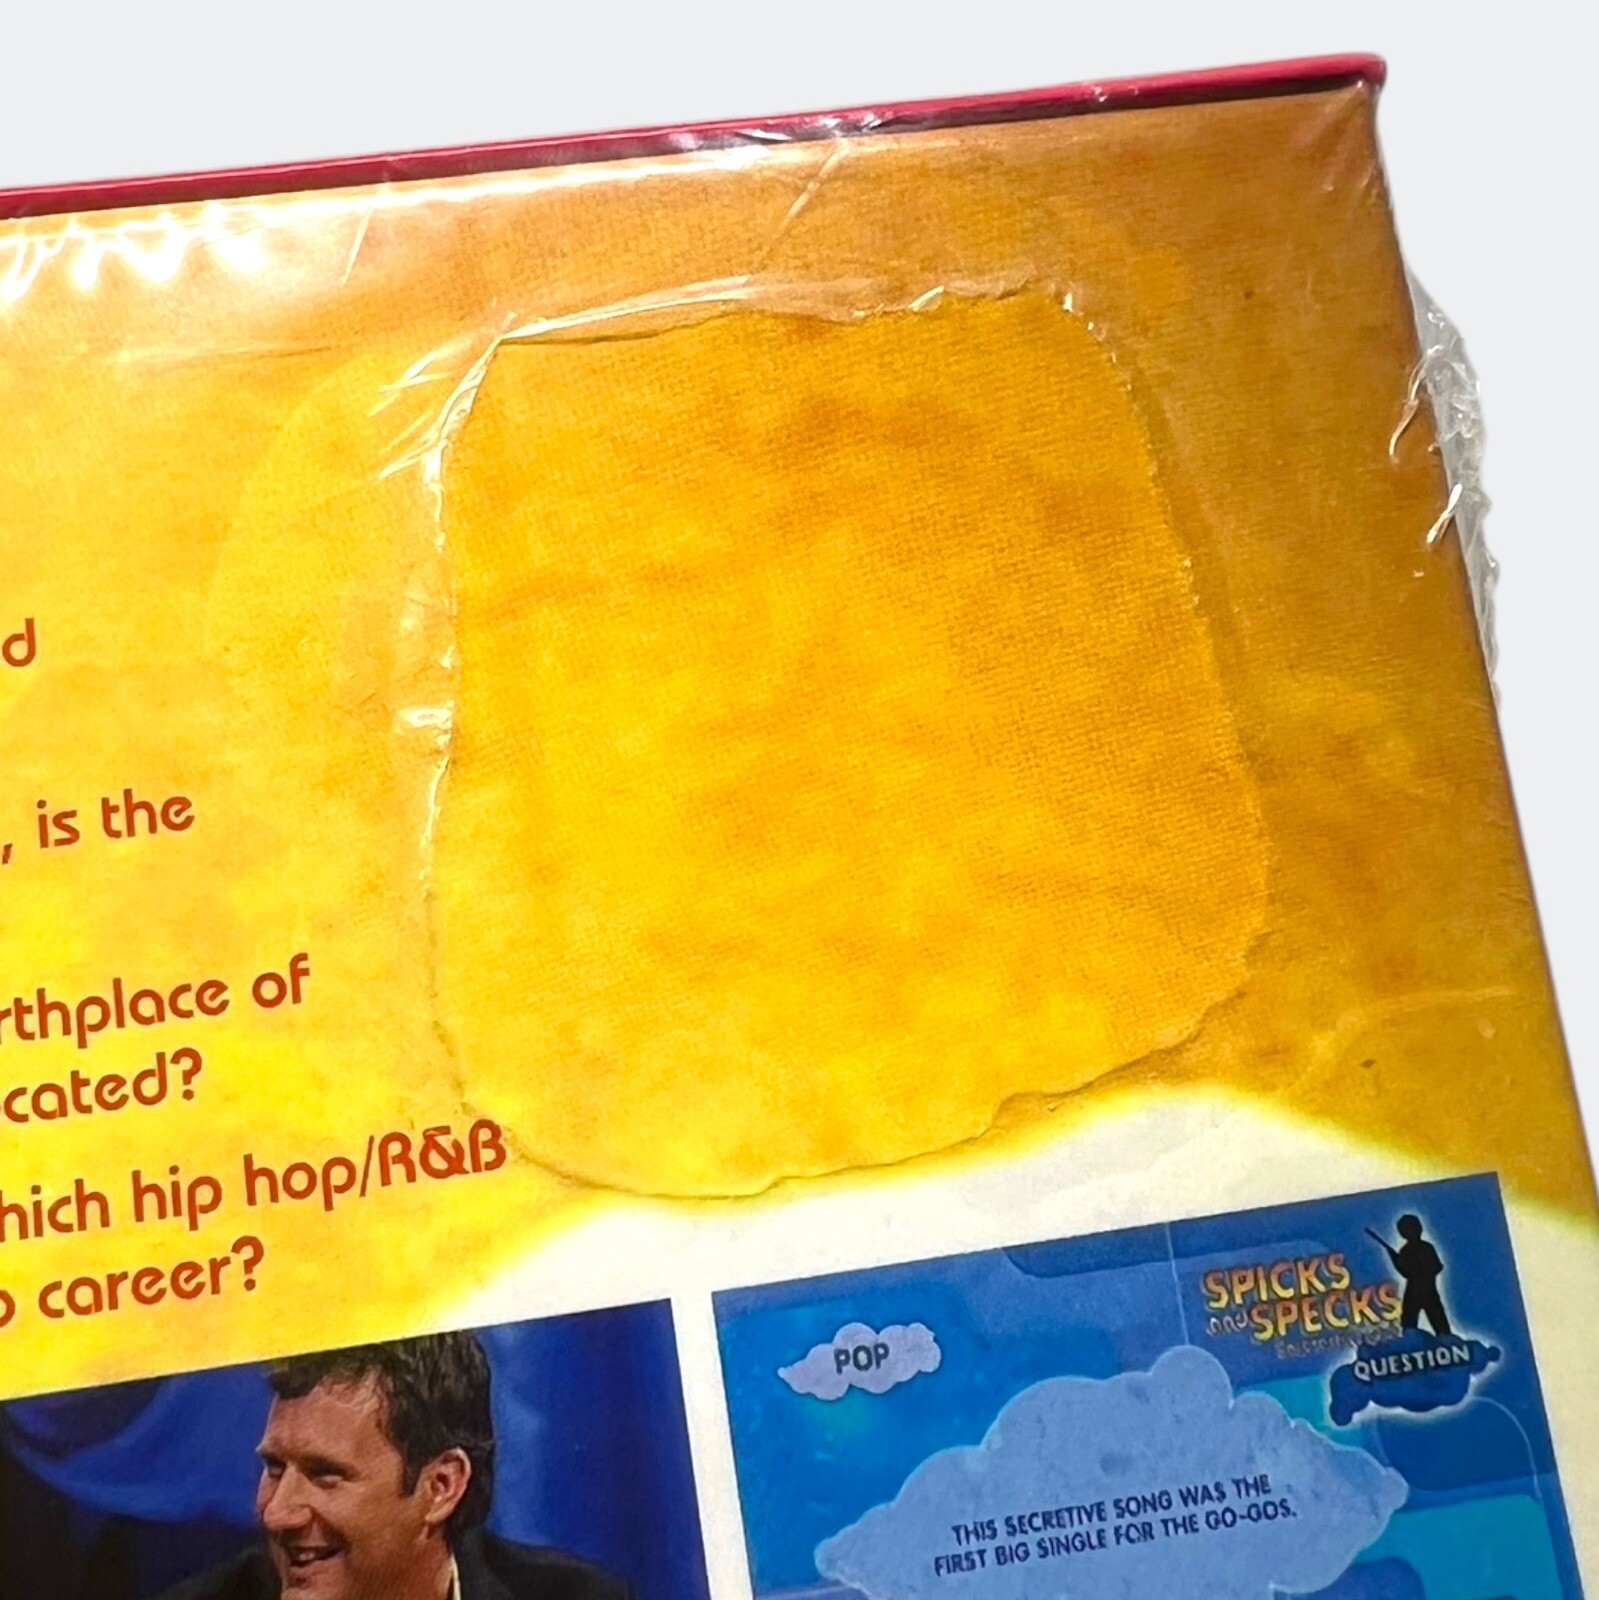 d
, is the
rthplace of
cated?
hich hip hop/R&B
o career?
POP
SPICKS
and SPECKS
QUESTION
THIS SECRETIVE SONG WAS THE
FIRST BIG SINGLE FOR THE GO-GOS.